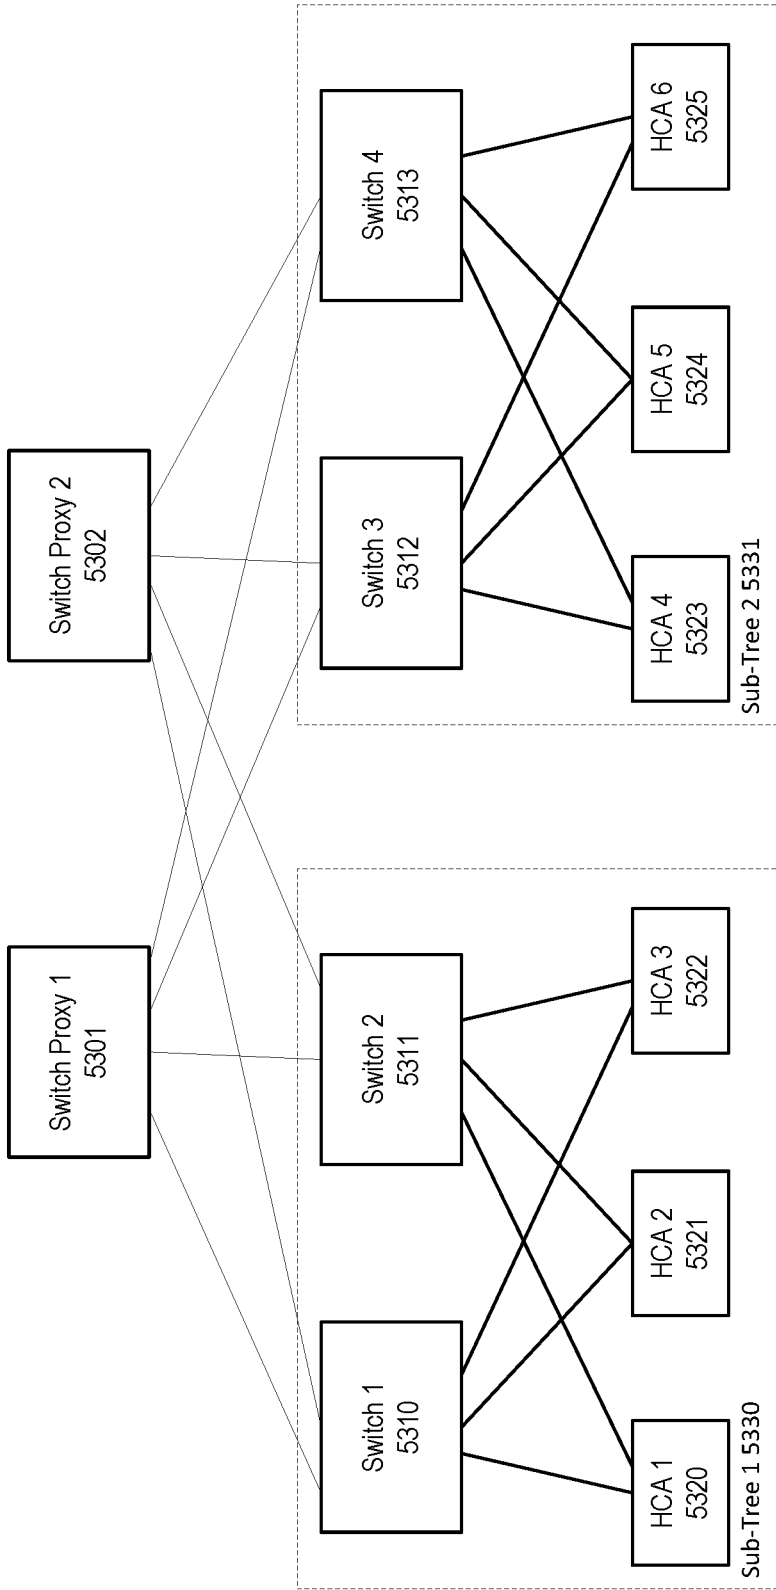 Switch Proxy 1
5301
Switch Proxy 2
5302
Switch 1
5310
Switch 2
5311
Switch 3
5312
Switch 4
5313
HCA 1
5320
HCA 2
5321
HCA 3
5322
HCA 4
5323
HCA 5
5324
HCA 6
5325
Sub-Tree 1 5330
Sub-Tree 2 5331